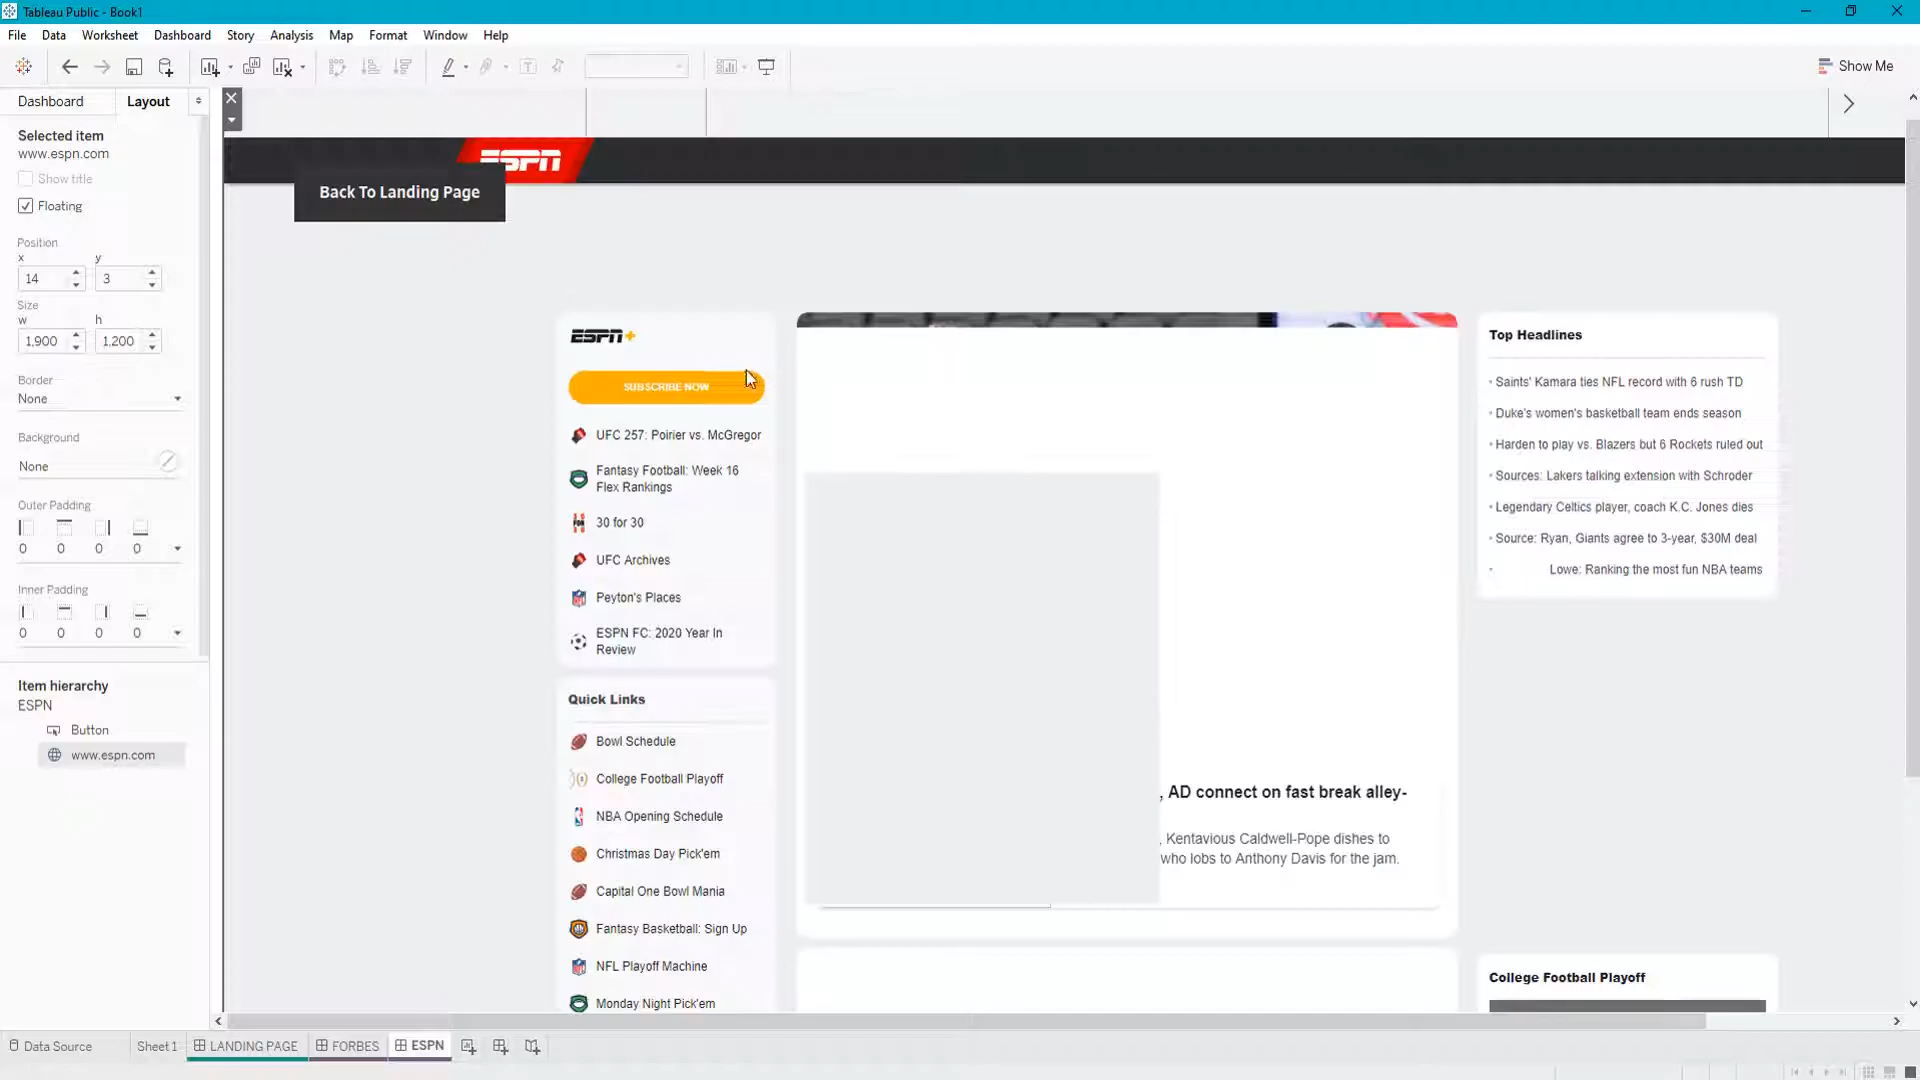 Tableau Public - Book1
File Data Worksheet Dashboard Story Analysis Map Format Window Help
Show Me
Dashboard Layout
Selected item
www.espn.com
Show title
Floating
Position
x y
14 3
Size
w h
1,900 1,200
Border
None
Background
None
Outer Padding
0 0 0 0
Inner Padding
0 0 0 0
Item hierarchy
ESPN
Button
www.espn.com
ESPN
Back To Landing Page
ESPN+
SUBSCRIBE NOW
UFC 257: Poirier vs. McGregor
Fantasy Football: Week 16
Flex Rankings
30 for 30
UFC Archives
Peyton's Places
ESPN FC: 2020 Year In
Review
Quick Links
Bowl Schedule
College Football Playoff
NBA Opening Schedule
Christmas Day Pick'em
Capital One Bowl Mania
Fantasy Basketball: Sign Up
NFL Playoff Machine
Monday Night Pick'em
, AD connect on fast break alley-
, Kentavious Caldwell-Pope dishes to
who lobs to Anthony Davis for the jam.
Top Headlines
Saints' Kamara ties NFL record with 6 rush TD
Duke's women's basketball team ends season
Harden to play vs. Blazers but 6 Rockets ruled out
Sources: Lakers talking extension with Schroder
Legendary Celtics player, coach K.C. Jones dies
Source: Ryan, Giants agree to 3-year, $30M deal
Lowe: Ranking the most fun NBA teams
College Football Playoff
Data Source Sheet 1 LANDING PAGE FORBES ESPN